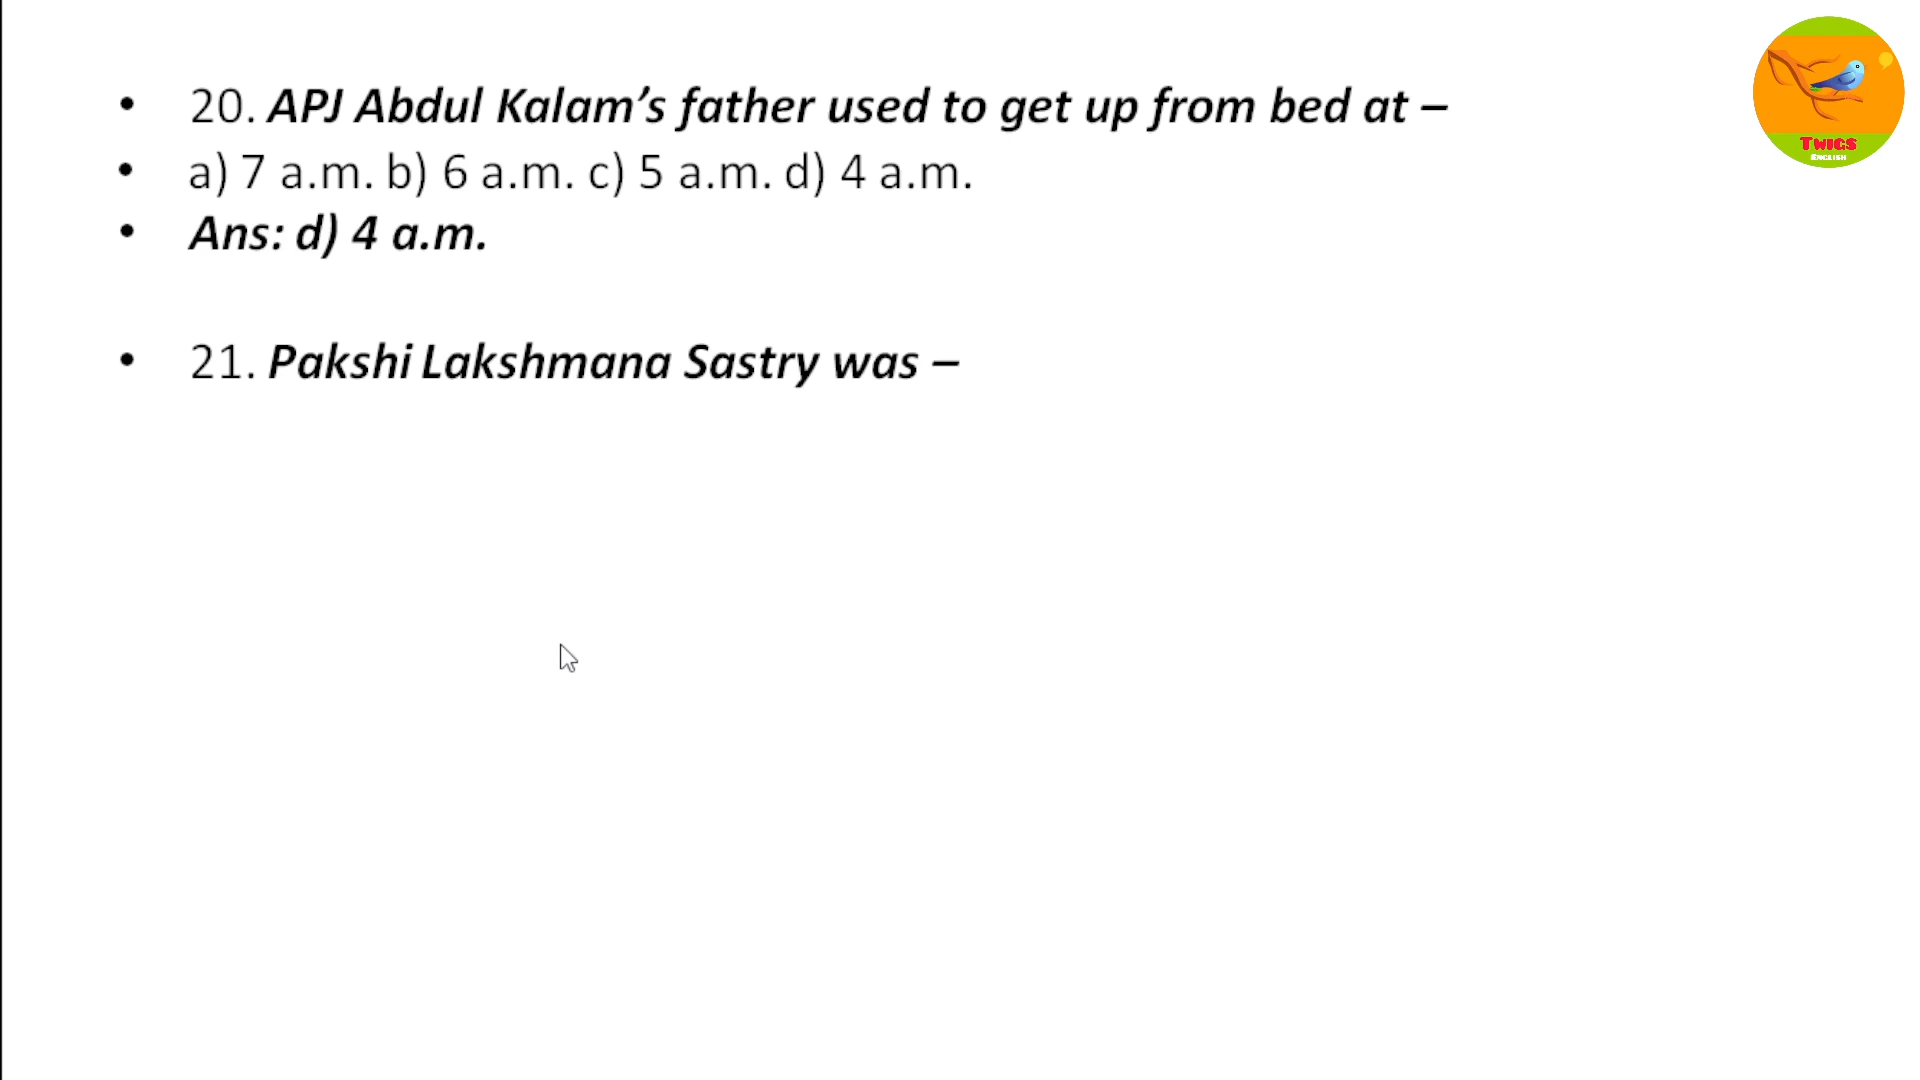 • 20. APJ Abdul Kalam’s father used to get up from bed at –
• a) 7 a.m. b) 6 a.m. c) 5 a.m. d) 4 a.m.
• Ans: d) 4 a.m.
• 21. Pakshi Lakshmana Sastry was –
Twigs
English